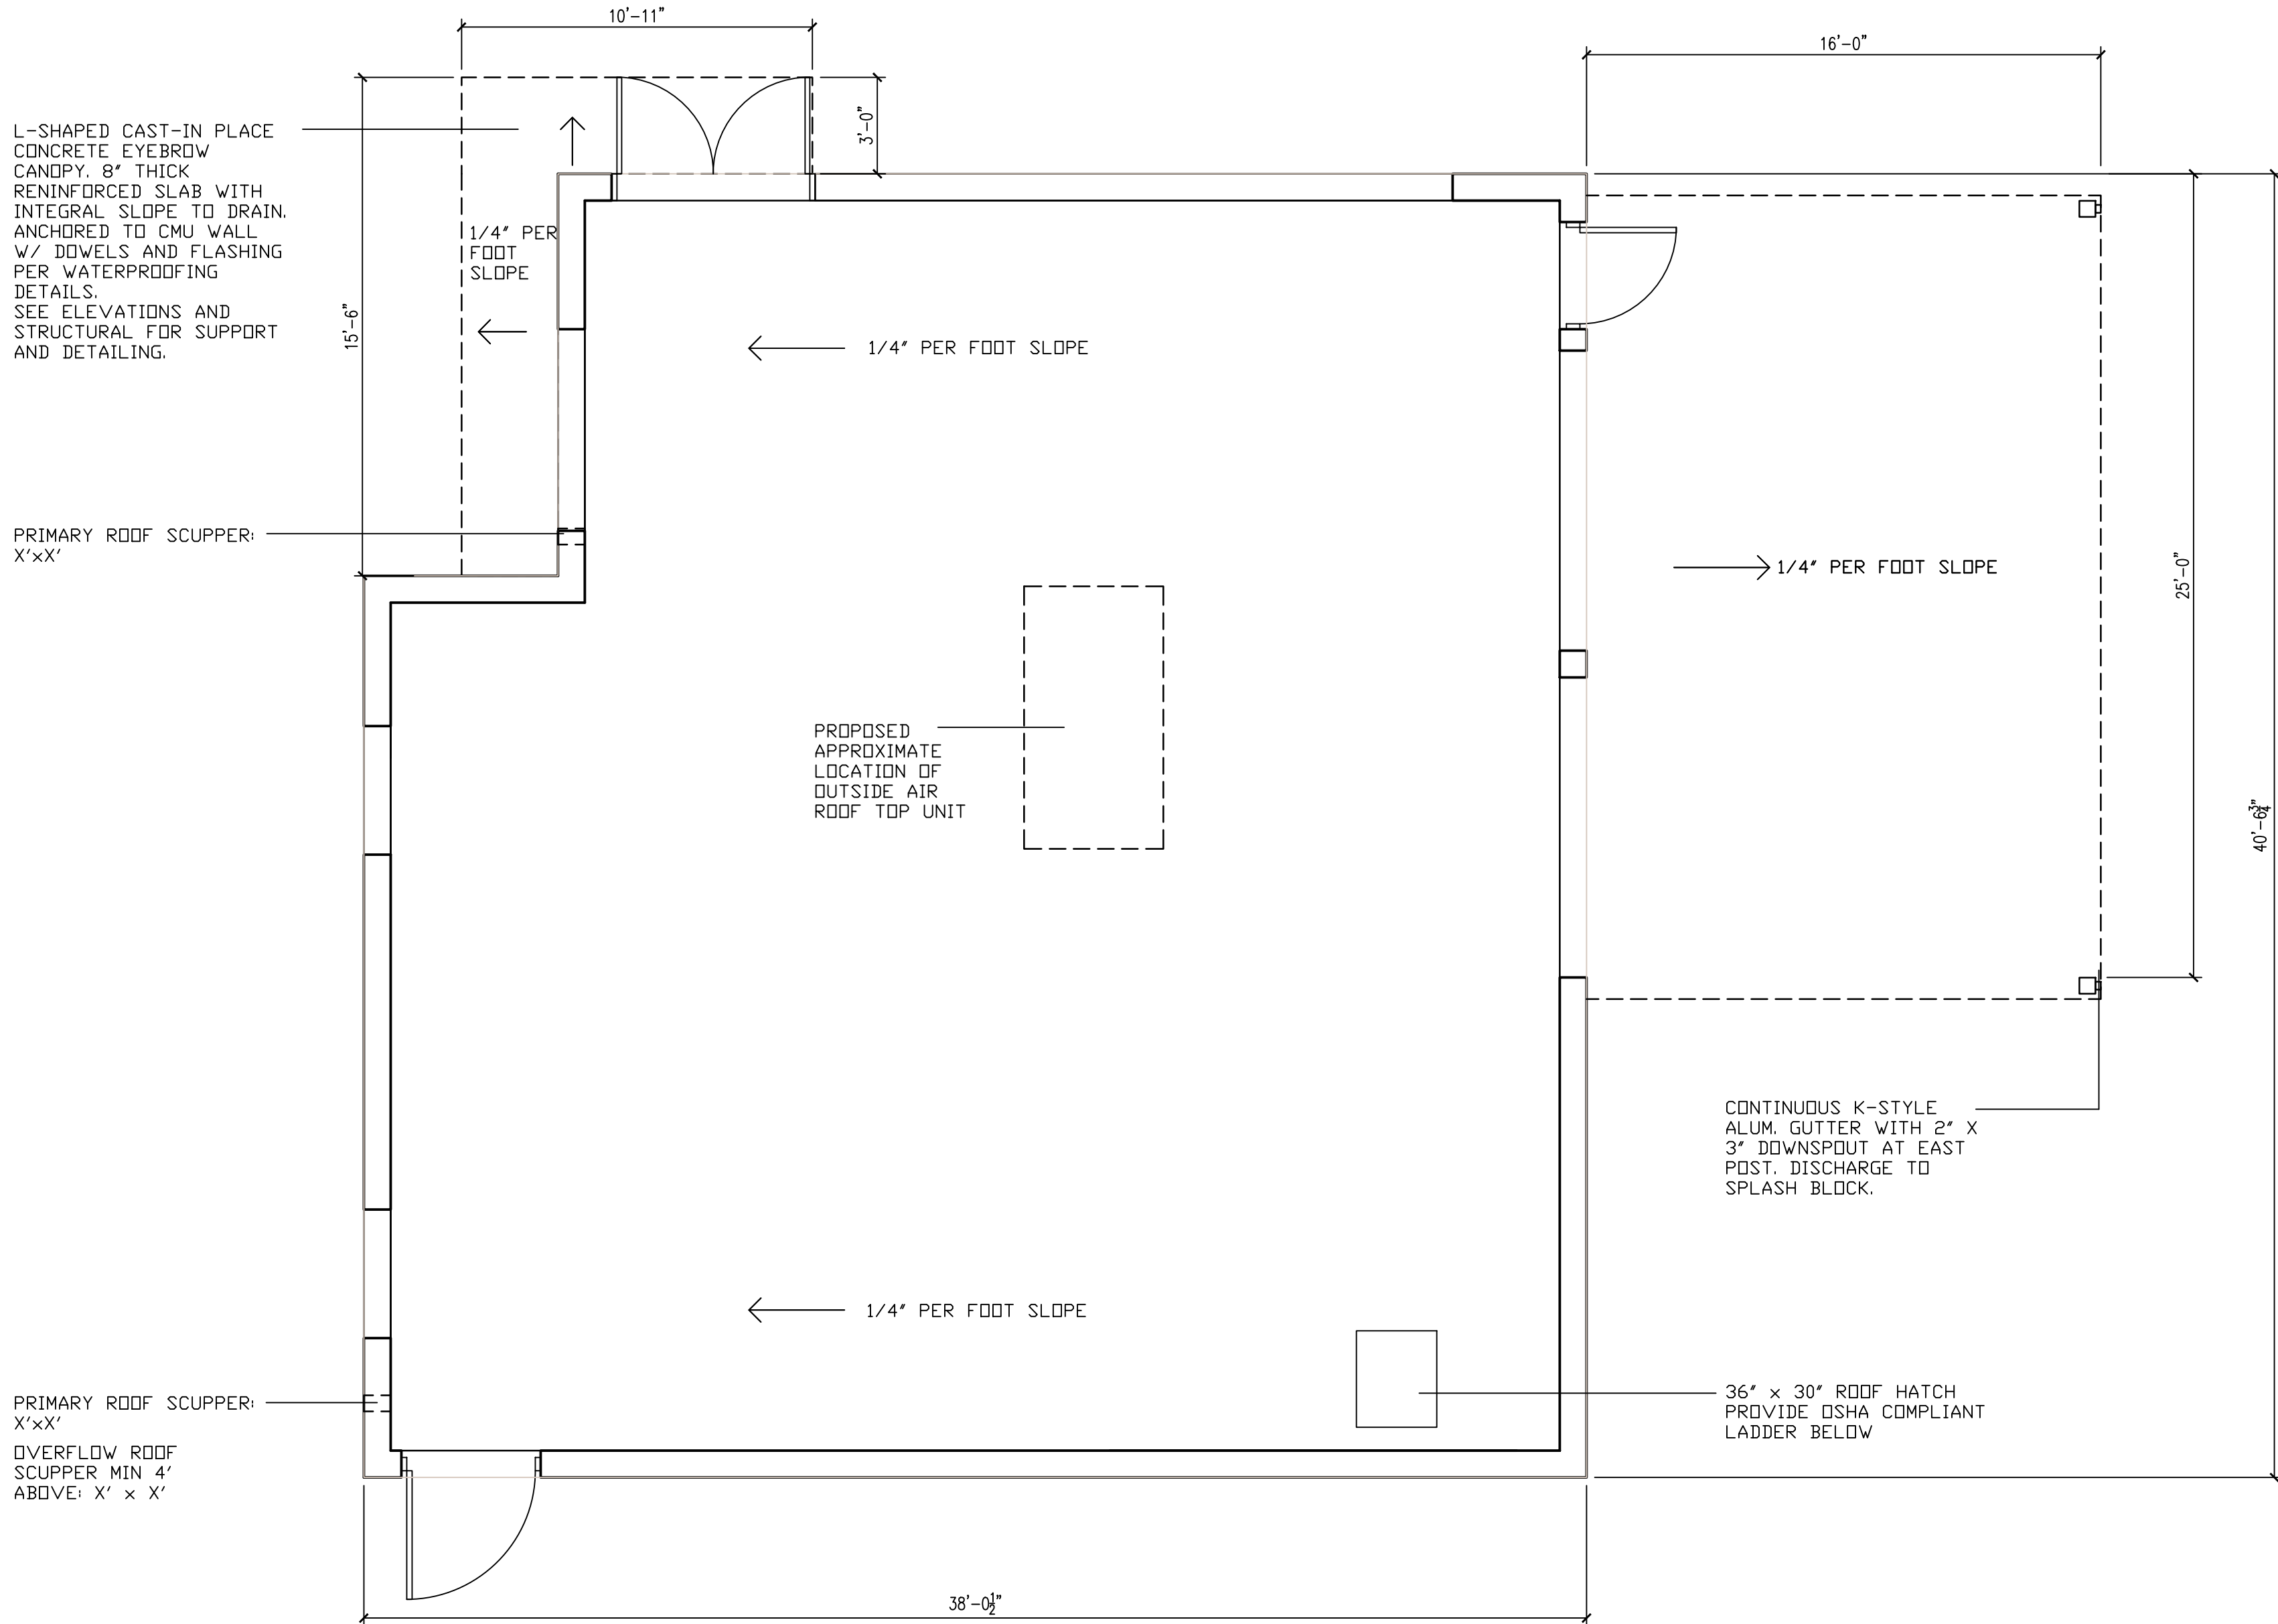 10'-11"
16'-0"
L-SHAPED CAST-IN PLACE
CONCRETE EYEBROW
CANOPY. 8" THICK
RENINFORCED SLAB WITH
INTEGRAL SLOPE TO DRAIN.
ANCHORED TO CMU WALL
W/ DOWELS AND FLASHING
PER WATERPROOFING
DETAILS.
SEE ELEVATIONS AND
STRUCTURAL FOR SUPPORT
AND DETAILING.
3'-0"
15'-6"
1/4" PER
FOOT
SLOPE
1/4" PER FOOT SLOPE
PRIMARY ROOF SCUPPER:
X'xX'
1/4" PER FOOT SLOPE
25'-0"
PROPOSED
APPROXIMATE
LOCATION OF
OUTSIDE AIR
ROOF TOP UNIT
40'-6 3/4"
CONTINUOUS K-STYLE
ALUM. GUTTER WITH 2" X
3" DOWNSPOUT AT EAST
POST. DISCHARGE TO
SPLASH BLOCK.
1/4" PER FOOT SLOPE
PRIMARY ROOF SCUPPER:
X'xX'
OVERFLOW ROOF
SCUPPER MIN 4'
ABOVE: X' x X'
36" x 30" ROOF HATCH
PROVIDE OSHA COMPLIANT
LADDER BELOW
38'-0 1/2"